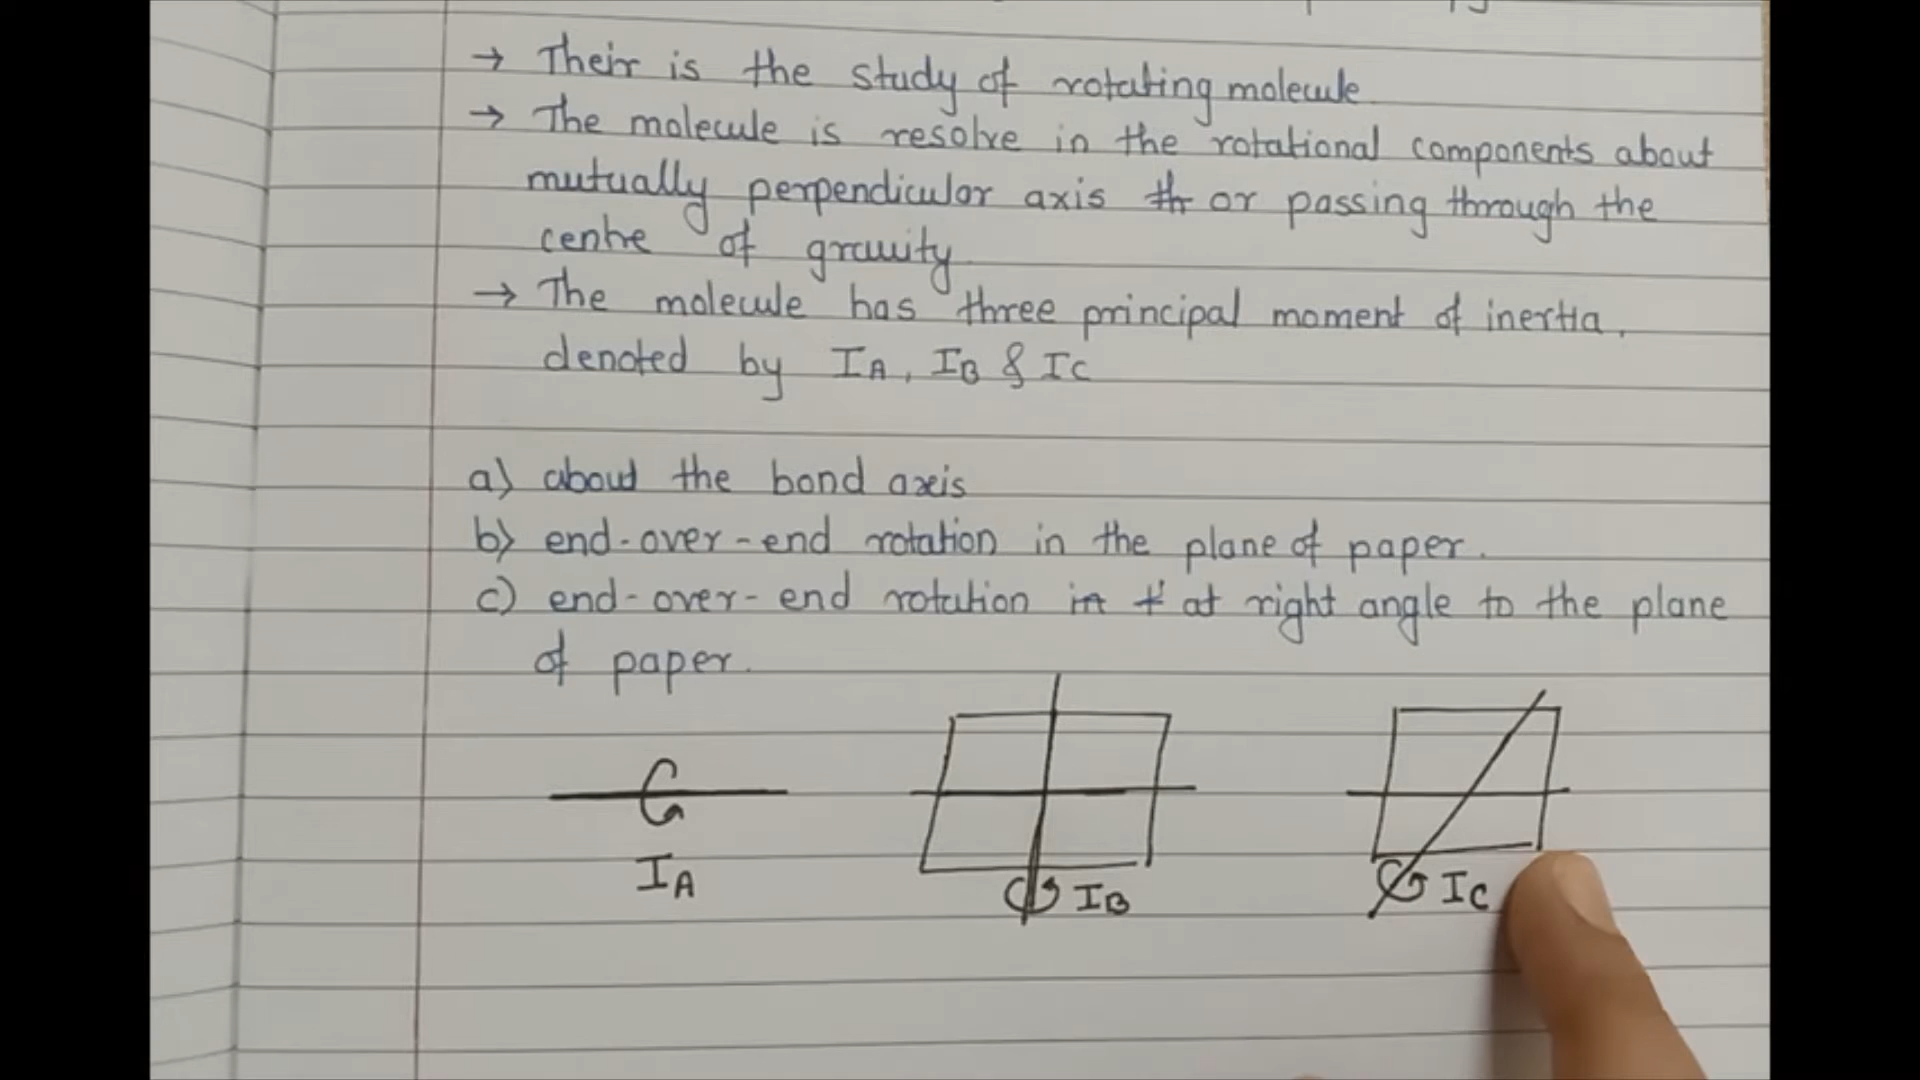 → Their is the study of rotating molecule
→ The molecule is resolve in the rotational components about
mutually perpendicular axis or passing through the
centre of gravity
→ The molecule has three principal moment of inertia.
denoted by IA, IB & IC
a) about the bond axis
b) end-over-end rotation in the plane of paper.
c) end-over-end rotation at right angle to the plane
of paper.
IA IB IC